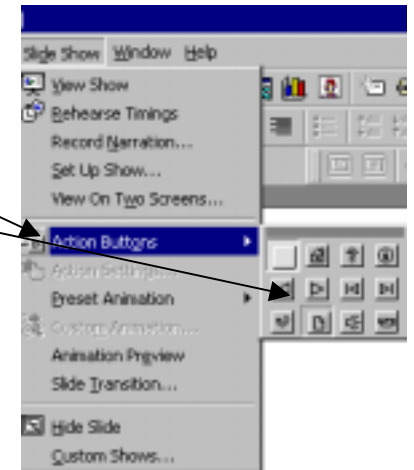 Slide Show Window Help
View Show
Rehearse Timings
Record Narration...
Set Up Show...
View On Two Screens...
Action Buttons
Action Settings...
Preset Animation
Custom Animation...
Animation Preview
Slide Transition...
Hide Slide
Custom Shows...